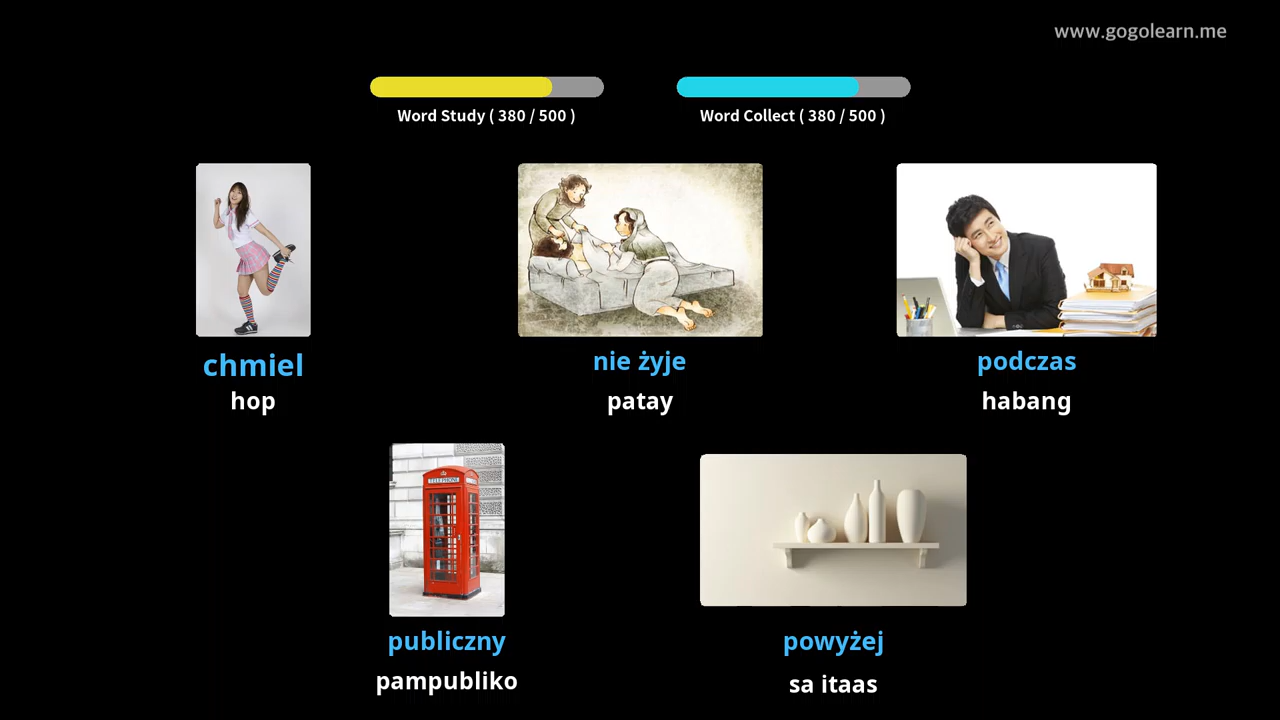 www.gogolearn.me
Word Study ( 380 / 500 )
Word Collect ( 380 / 500 )
chmiel
hop
nie żyje
patay
podczas
habang
TELEPHONE
publiczny
pampubliko
powyżej
sa itaas